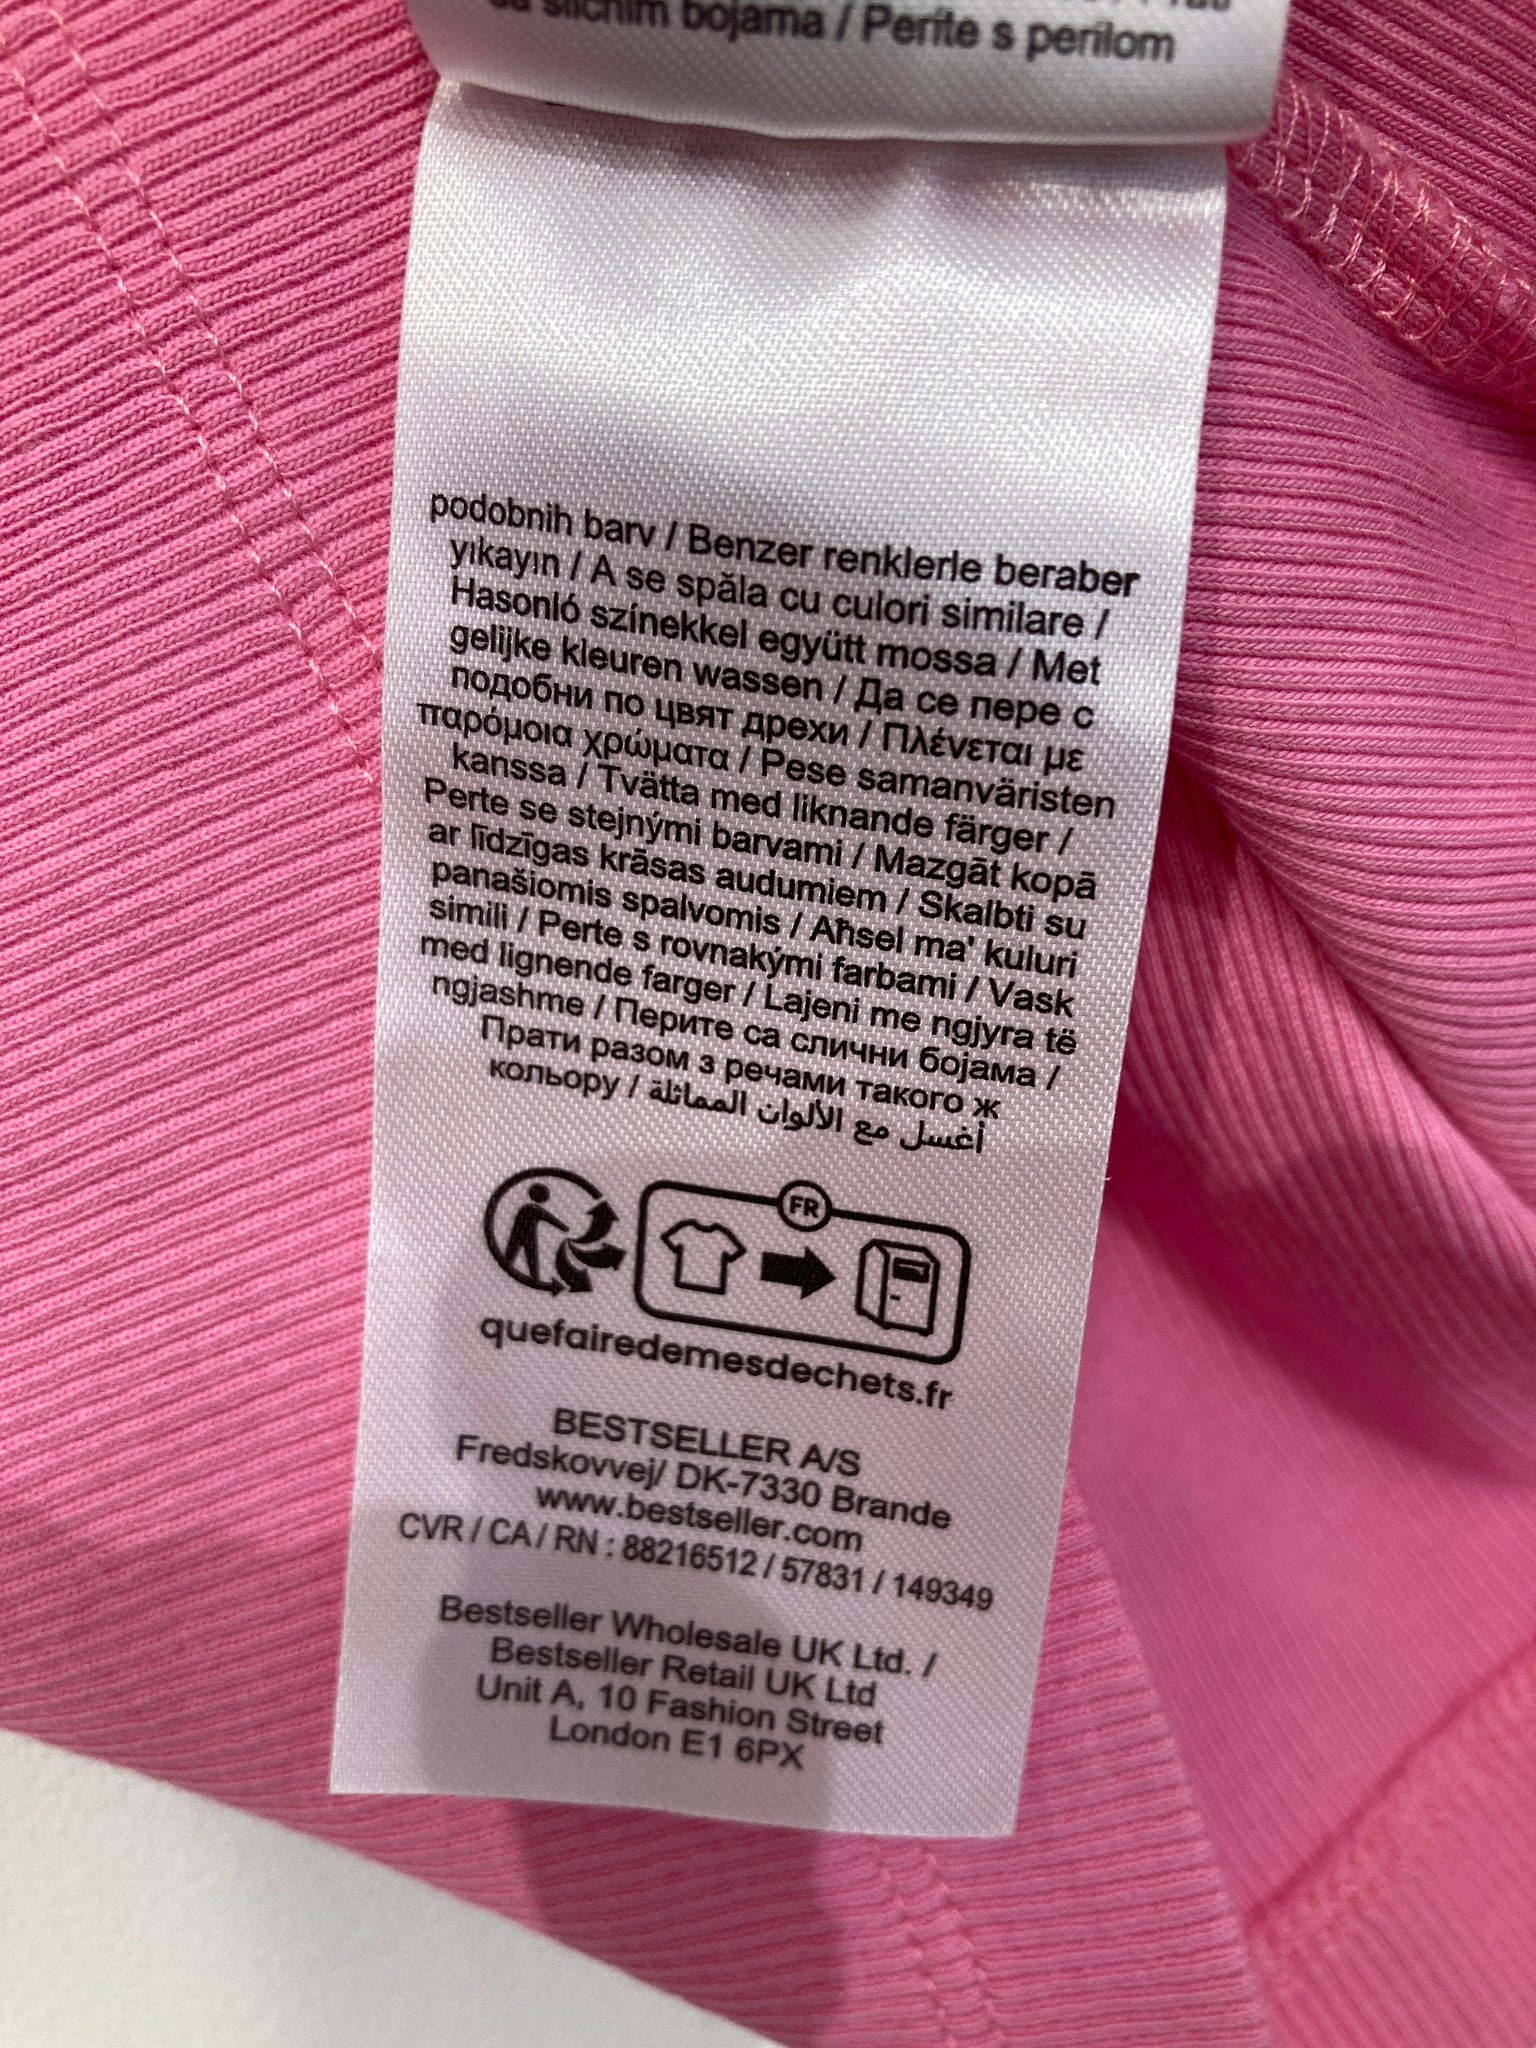 sa sličnim bojama / Perite s perilom
podobnih barv / Benzer renklerle beraber
yıkayın / A se spăla cu culori similare /
Hasonló színekkel együtt mossa / Met
gelijke kleuren wassen / Да се пере с
подобни по цвят дрехи / Πλένεται με
παρόμοια χρώματα / Pese samanväristen
kanssa / Tvätta med liknande färger /
Perte se stejnými barvami / Mazgāt kopā
ar līdzīgas krāsas audumiem / Skalbti su
panašiomis spalvomis / Aħsel ma' kuluri
simili / Perte s rovnakými farbami / Vask
med lignende farger / Lajeni me ngjyra të
ngjashme / Перите са слични бојама /
Прати разом з речами такого ж
кольору / أغسل مع الألوان المماثلة
FR
quefairedemesdechets.fr
BESTSELLER A/S
Fredskovvej/ DK-7330 Brande
www.bestseller.com
CVR / CA / RN : 88216512 / 57831 / 149349
Bestseller Wholesale UK Ltd. /
Bestseller Retail UK Ltd
Unit A, 10 Fashion Street
London E1 6PX